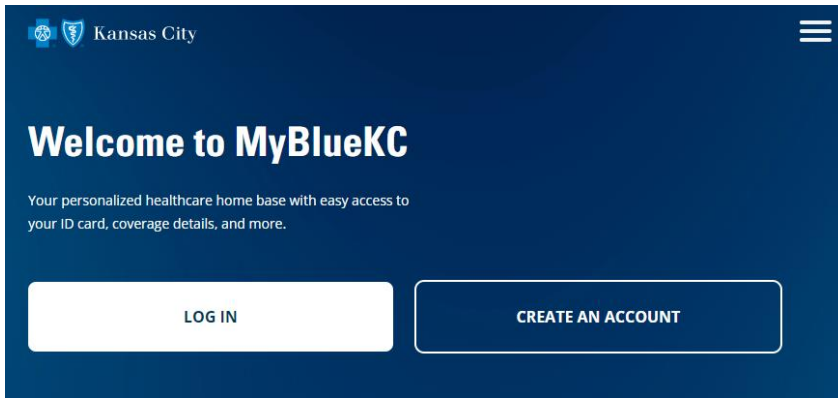 Kansas City
Welcome to MyBlueKC
Your personalized healthcare home base with easy access to
your ID card, coverage details, and more.
LOG IN
CREATE AN ACCOUNT